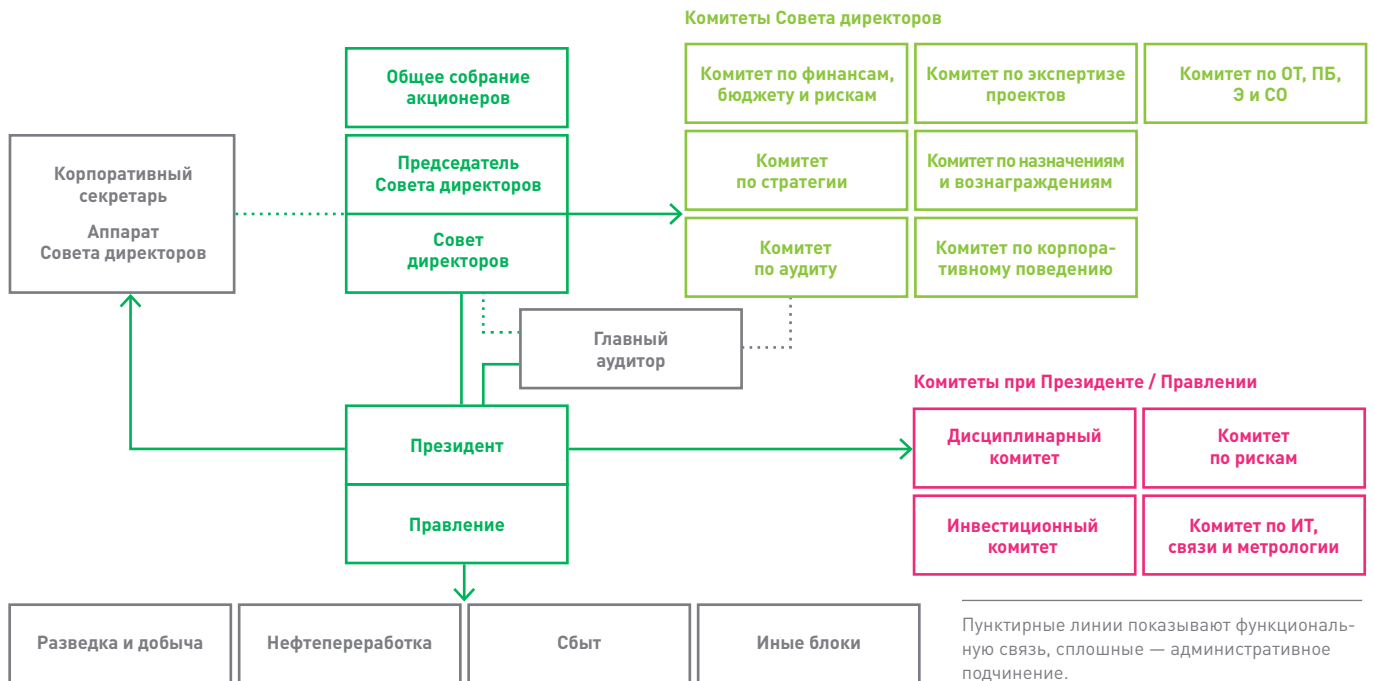 Комитеты Совета директоров
Общее собрание
акционеров
Комитет по финансам,
бюджету и рискам
Комитет по экспертизе
проектов
Комитет по ОТ, ПБ,
Э и СО
Корпоративный
секретарь
Аппарат
Совета директоров
Председатель
Совета директоров
Совет
директоров
Комитет
по стратегии
Комитет по назначениям
и вознаграждениям
Комитет
по аудиту
Комитет по корпора-
тивному поведению
Главный
аудитор
Комитеты при Президенте / Правлении
Президент
Правление
Дисциплинарный
комитет
Комитет
по рискам
Инвестиционный
комитет
Комитет по ИТ,
связи и метрологии
Разведка и добыча
Нефтепереработка
Сбыт
Иные блоки
Пунктирные линии показывают функциональ-
ную связь, сплошные — административное
подчинение.